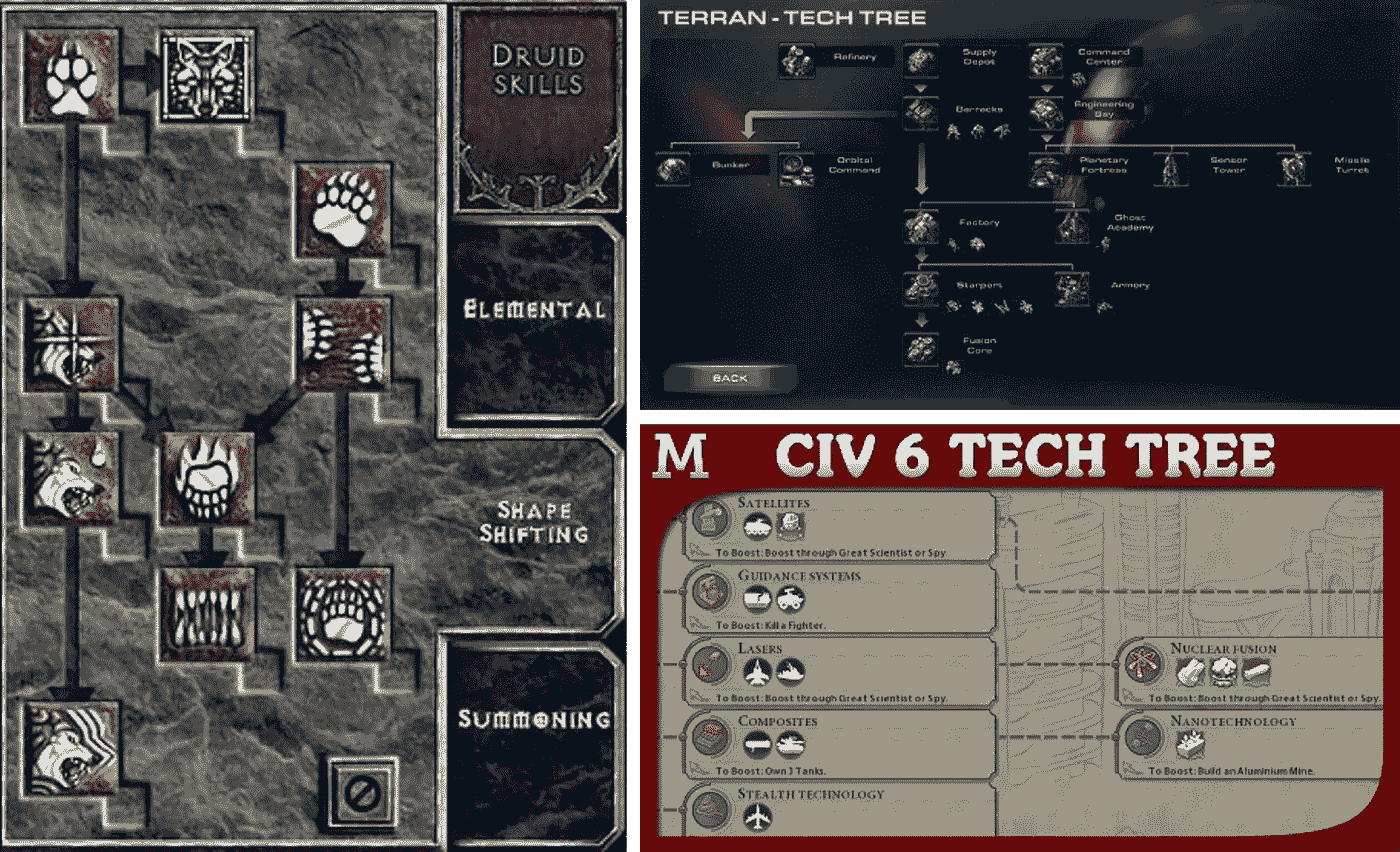 DRUID
SKILLS
ELEMENTAL
SHAPE
SHIFTING
SUMMONING
TERRAN - TECH TREE
Refinery
Supply
Depot
Command
Center
Barracks
Engineering
Bay
Bunker
Orbital
Command
Planetary
Fortress
Sensor
Tower
Missile
Turret
Factory
Ghost
Academy
Starport
Armory
Fusion
Core
BACK
M CIV 6 TECH TREE
SATELLITES
To Boost: Boost through Great Scientist or Spy.
GUIDANCE SYSTEMS
To Boost: Kill a Fighter.
LASERS
To Boost: Boost through Great Scientist or Spy.
NUCLEAR FUSION
To Boost: Boost through Great Scientist or Spy.
COMPOSITES
To Boost: Own 3 Tanks.
NANOTECHNOLOGY
To Boost: Build an Aluminium Mine.
STEALTH TECHNOLOGY